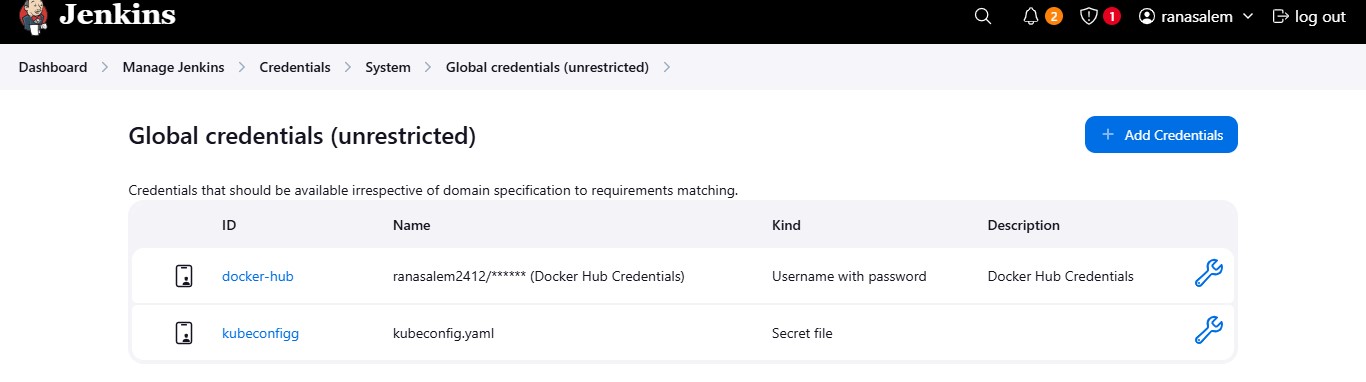 Jenkins
2
1
ranasalem
log out
Dashboard
Manage Jenkins
Credentials
System
Global credentials (unrestricted)
Global credentials (unrestricted)
+ Add Credentials
Credentials that should be available irrespective of domain specification to requirements matching.
ID Name Kind Description
docker-hub ranasalem2412/****** (Docker Hub Credentials) Username with password Docker Hub Credentials
kubeconfigg kubeconfig.yaml Secret file